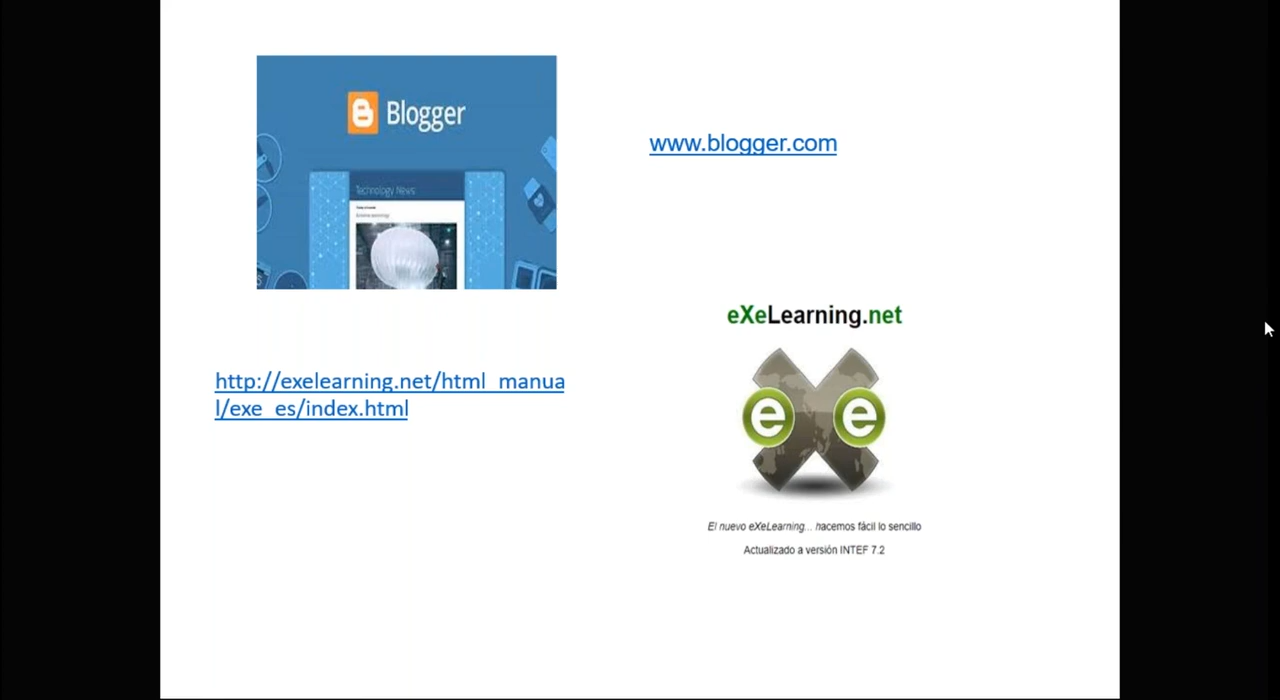 Blogger
www.blogger.com
Technology News
eXeLearning.net
http://exelearning.net/html_manua
l/exe_es/index.html
e e
El nuevo eXeLearning... hacemos fácil lo sencillo
Actualizado a versión INTEF 7.2